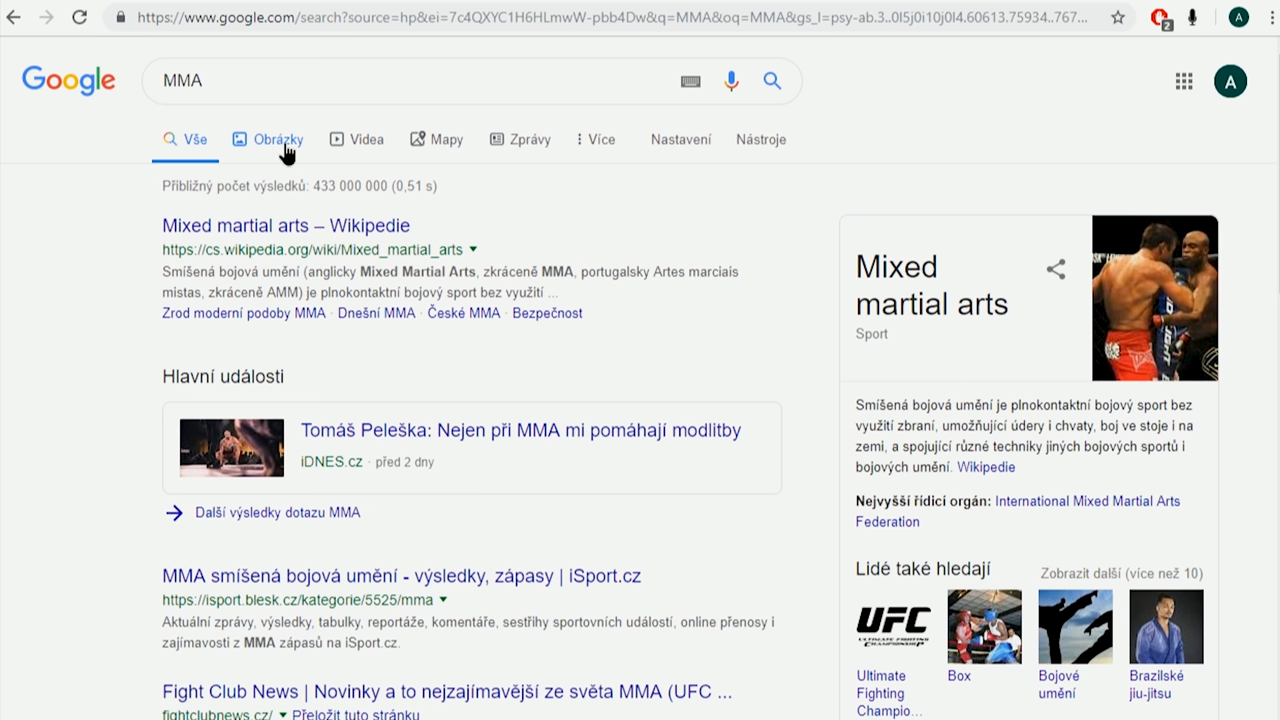 https://www.google.com/search?source=hp&ei=7c4QXYC1H6HLmwW-pbb4Dw&q=MMA&oq=MMA&gs_l=psy-ab.3..0l5j0i10j0l4.60613.75934..767...
2
A
Google
MMA
A
Vše
Obrázky
Videa
Mapy
Zprávy
Více
Nastavení
Nástroje
Přibližný počet výsledků: 433 000 000 (0,51 s)
Mixed martial arts – Wikipedie
https://cs.wikipedia.org/wiki/Mixed_martial_arts
Smíšená bojová umění (anglicky Mixed Martial Arts, zkráceně MMA, portugalsky Artes marciais
mistas, zkráceně AMM) je plnokontaktní bojový sport bez využití ...
Zrod moderní podoby MMA · Dnešní MMA · České MMA · Bezpečnost
Hlavní události
Tomáš Peleška: Nejen při MMA mi pomáhají modlitby
iDNES.cz · před 2 dny
Další výsledky dotazu MMA
MMA smíšená bojová umění - výsledky, zápasy | iSport.cz
https://isport.blesk.cz/kategorie/5525/mma
Aktuální zprávy, výsledky, tabulky, reportáže, komentáře, sestřihy sportovních událostí, online přenosy i
zajímavosti z MMA zápasů na iSport.cz.
Fight Club News | Novinky a to nejzajímavější ze světa MMA (UFC ...
fightclubnews.cz/ Přeložit tuto stránku
Mixed
martial arts
Sport
Smíšená bojová umění je plnokontaktní bojový sport bez
využití zbraní, umožňující údery i chvaty, boj ve stoje i na
zemi, a spojující různé techniky jiných bojových sportů i
bojových umění. Wikipedie
Nejvyšší řídicí orgán: International Mixed Martial Arts
Federation
Lidé také hledají
Zobrazit další (více než 10)
UFC
ULTIMATE FIGHTING
CHAMPIONSHIP
Ultimate
Fighting
Champio...
Box
Bojové
umění
Brazilské
jiu-jitsu